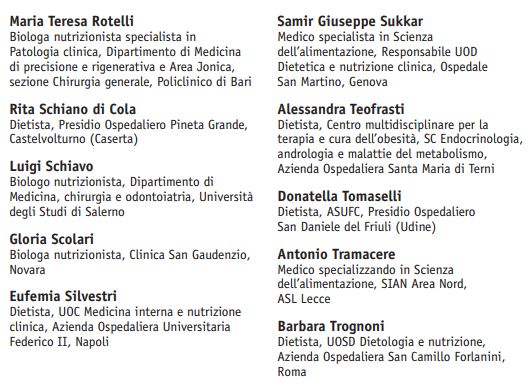 Maria Teresa Rotelli
Biologa nutrizionista specialista in
Patologia clinica, Dipartimento di Medicina
di precisione e rigenerativa e Area Jonica,
sezione Chirurgia generale, Policlinico di Bari
Rita Schiano di Cola
Dietista, Presidio Ospedaliero Pineta Grande,
Castelvolturno (Caserta)
Luigi Schiavo
Biologo nutrizionista, Dipartimento di
Medicina, chirurgia e odontoiatria, Università
degli Studi di Salerno
Gloria Scolari
Biologa nutrizionista, Clinica San Gaudenzio,
Novara
Eufemia Silvestri
Dietista, UOC Medicina interna e nutrizione
clinica, Azienda Ospedaliera Universitaria
Federico II, Napoli
Samir Giuseppe Sukkar
Medico specialista in Scienza
dell'alimentazione, Responsabile UOD
Dietetica e nutrizione clinica, Ospedale
San Martino, Genova
Alessandra Teofrasti
Dietista, Centro multidisciplinare per la
terapia e cura dell'obesità, SC Endocrinologia,
andrologia e malattie del metabolismo,
Azienda Ospedaliera Santa Maria di Terni
Donatella Tomaselli
Dietista, ASUFC, Presidio Ospedaliero
San Daniele del Friuli (Udine)
Antonio Tramacere
Medico specializzando in Scienza
dell'alimentazione, SIAN Area Nord,
ASL Lecce
Barbara Trognoni
Dietista, UOSD Dietologia e nutrizione,
Azienda Ospedaliera San Camillo Forlanini,
Roma